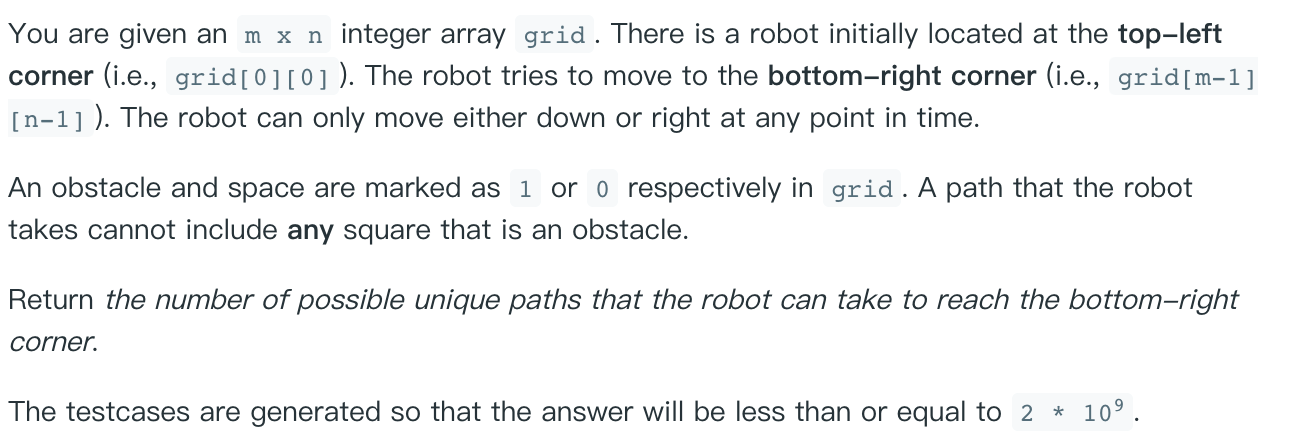 You are given an m x n integer array grid. There is a robot initially located at the top-left
corner (i.e., grid[0][0]). The robot tries to move to the bottom-right corner (i.e., grid[m-1]
[n-1]). The robot can only move either down or right at any point in time.
An obstacle and space are marked as 1 or 0 respectively in grid. A path that the robot
takes cannot include any square that is an obstacle.
Return the number of possible unique paths that the robot can take to reach the bottom-right
corner.
The testcases are generated so that the answer will be less than or equal to 2 * 10⁹.